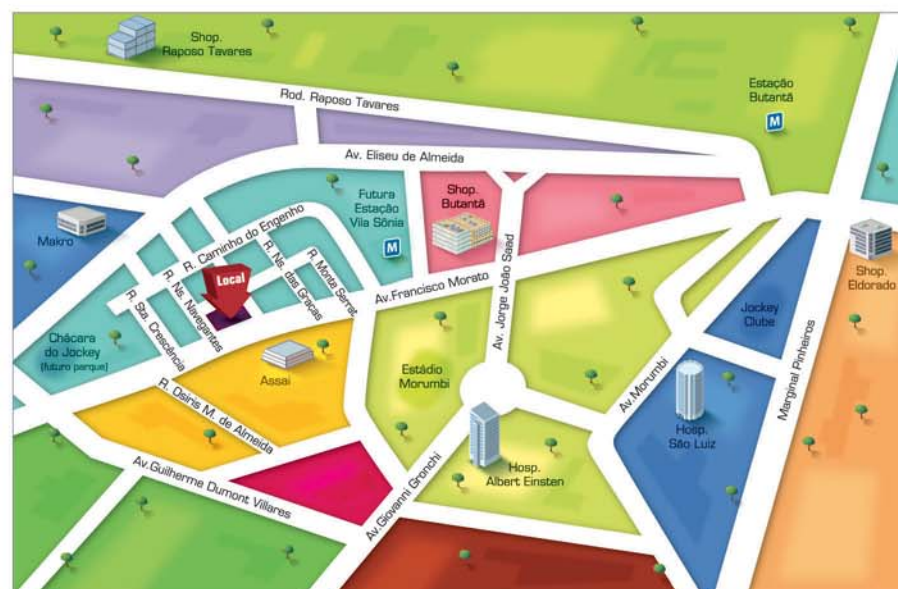 Shop.
Raposo Tavares
Rod. Raposo Tavares
Estação
Butantã
M
Av. Eliseu de Almeida
Futura
Estação
Vila Sônia
M
Shop.
Butantã
Makro
R. Caminho do Engenho
R. Monta Serrat
R. Ns. das Graças
R. Ns. Navegantes
R. Sta. Crescência
Local
Av.Francisco Morato
Av. Jorge João Saad
Shop.
Eldorado
Jockey
Clube
Marginal Pinheiros
Chácara
do Jockey
(futuro parque)
Assai
Estádio
Morumbi
Av.Morumbi
R. Osiris M. de Almeida
Hosp.
São Luiz
Hosp.
Albert Einsten
Av.Guilherme Dumont Villares
Av.Giovanni Gronchi